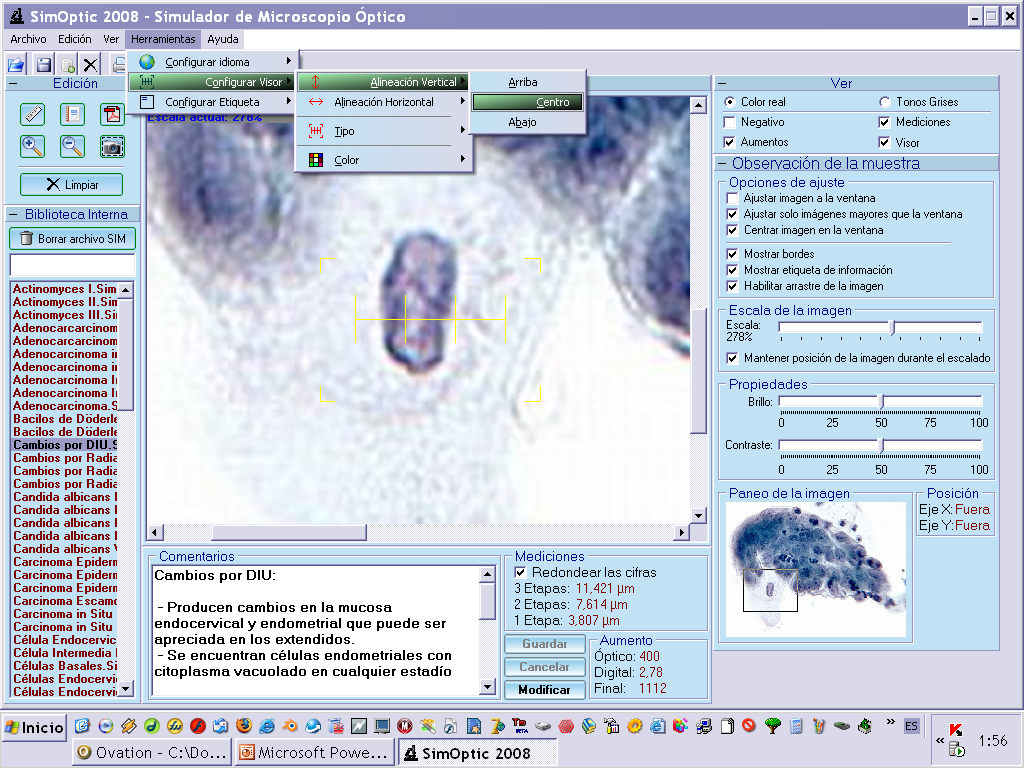 SimOptic 2008 - Simulador de Microscopio Óptico
Archivo Edición Ver Herramientas Ayuda
Configurar idioma
Configurar Visor
Configurar Etiqueta
Alineación Vertical
Alineación Horizontal
Tipo
Color
Arriba
Centro
Abajo
Edición
Limpiar
Biblioteca Interna
Borrar archivo SIM
Actinomyces I.Sim
Actinomyces II.Sim
Actinomyces III.Sim
Adenocarcarcinom
Adenocarcarcinom
Adenocarcinoma in
Adenocarcinoma in
Adenocarcinoma In
Adenocarcinoma In
Adenocarcinoma.S
Bacilos de Döderle
Bacilos de Döderle
Cambios por DIU.S
Cambios por Radia
Cambios por Radia
Cambios por Radia
Candida albicans I
Candida albicans I
Candida albicans I
Candida albicans I
Candida albicans V
Carcinoma Epiderm
Carcinoma Epiderm
Carcinoma Epiderm
Carcinoma Escamo
Carcinoma in Situ
Carcinoma in Situ
Célula Endocervic
Célula Intermedia I
Células Basales.Si
Células Endocervi
Células Endocervi
Escala actual: 278%
Comentarios
Cambios por DIU:
- Producen cambios en la mucosa
endocervical y endometrial que puede ser
apreciada en los extendidos.
- Se encuentran células endometriales con
citoplasma vacuolado en cualquier estadío
Mediciones
Redondear las cifras
3 Etapas: 11,421 µm
2 Etapas: 7,614 µm
1 Etapa: 3,807 µm
Guardar
Cancelar
Modificar
Aumento
Óptico: 400
Digital: 2,78
Final: 1112
Ver
Color real Tonos Grises
Negativo Mediciones
Aumentos Visor
Observación de la muestra
Opciones de ajuste
Ajustar imagen a la ventana
Ajustar solo imágenes mayores que la ventana
Centrar imagen en la ventana
Mostrar bordes
Mostrar etiqueta de información
Habilitar arrastre de la imagen
Escala de la imagen
Escala:
278%
Mantener posición de la imagen durante el escalado
Propiedades
Brillo:
0 25 50 75 100
Contraste:
0 25 50 75 100
Paneo de la imagen
Posición
Eje X: Fuera
Eje Y: Fuera
Inicio
ES
1:56
Ovation - C:\Do...
Microsoft Powe...
SimOptic 2008